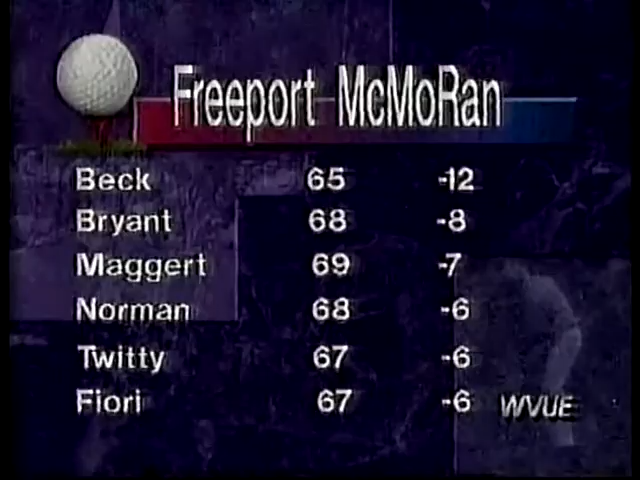 Freeport McMoRan
Beck 65 -12
Bryant 68 -8
Maggert 69 -7
Norman 68 -6
Twitty 67 -6
Fiori 67 -6
WVUE